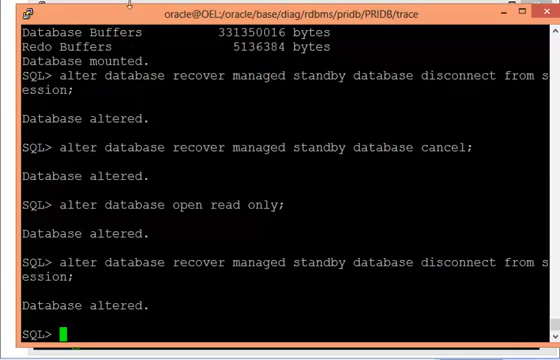 oracle@OEL:/oracle/base/diag/rdbms/pridb/PRIDB/trace
Database Buffers 331350016 bytes
Redo Buffers 5136384 bytes
Database mounted.
SQL> alter database recover managed standby database disconnect from s
ession;
Database altered.
SQL> alter database recover managed standby database cancel;
Database altered.
SQL> alter database open read only;
Database altered.
SQL> alter database recover managed standby database disconnect from s
ession;
Database altered.
SQL>